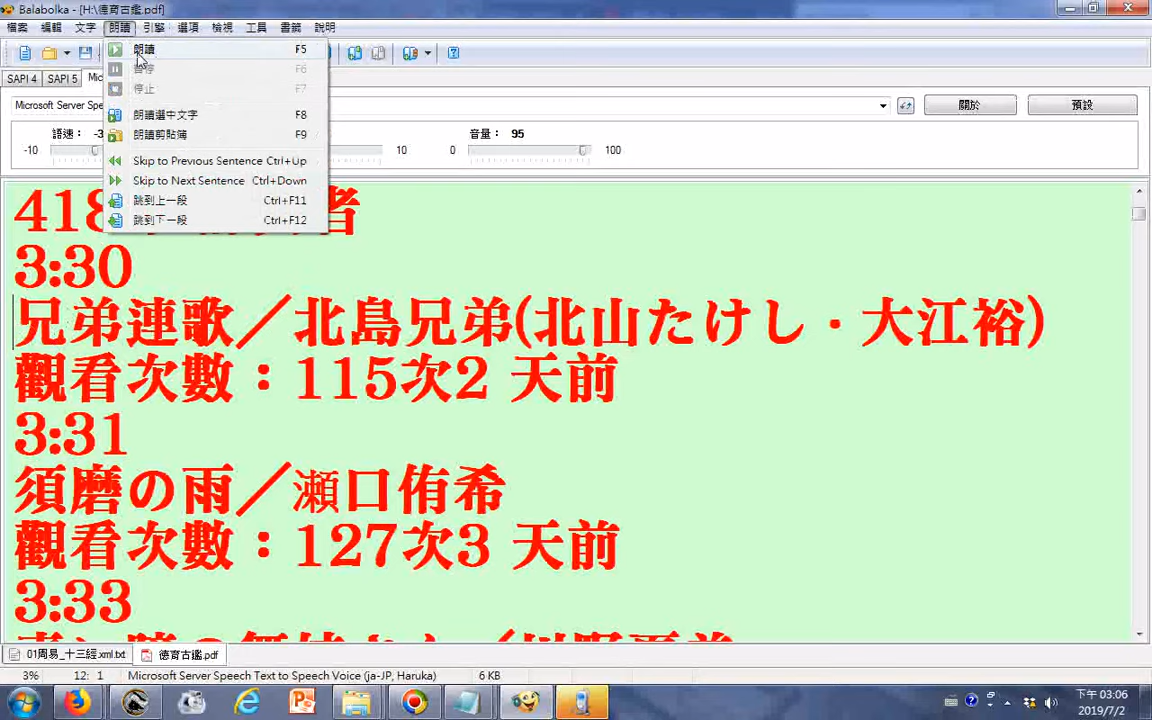 Balabolka - [H:\德育古鑑.pdf]
檔案 編輯 文字 朗讀 引擎 選項 檢視 工具 書籤 說明
朗讀 F5
暫停 F6
停止 F7
朗讀選中文字 F8
朗讀剪貼簿 F9
Skip to Previous Sentence Ctrl+Up
Skip to Next Sentence Ctrl+Down
跳到上一段 Ctrl+F11
跳到下一段 Ctrl+F12
SAPI 4 SAPI 5 Mic
Microsoft Server Spe 關於 預設
語速： -3 音量： 95
-10 10 0 100
418 者
3:30
兄弟連歌／北島兄弟(北山たけし・大江裕)
觀看次數：115次2 天前
3:31
須磨の雨／瀬口侑希
觀看次數：127次3 天前
3:33
01周易_十三經.xml.txt 德育古鑑.pdf
3% 12: 1 Microsoft Server Speech Text to Speech Voice (ja-JP, Haruka) 6 KB
下午 03:06
2019/7/2